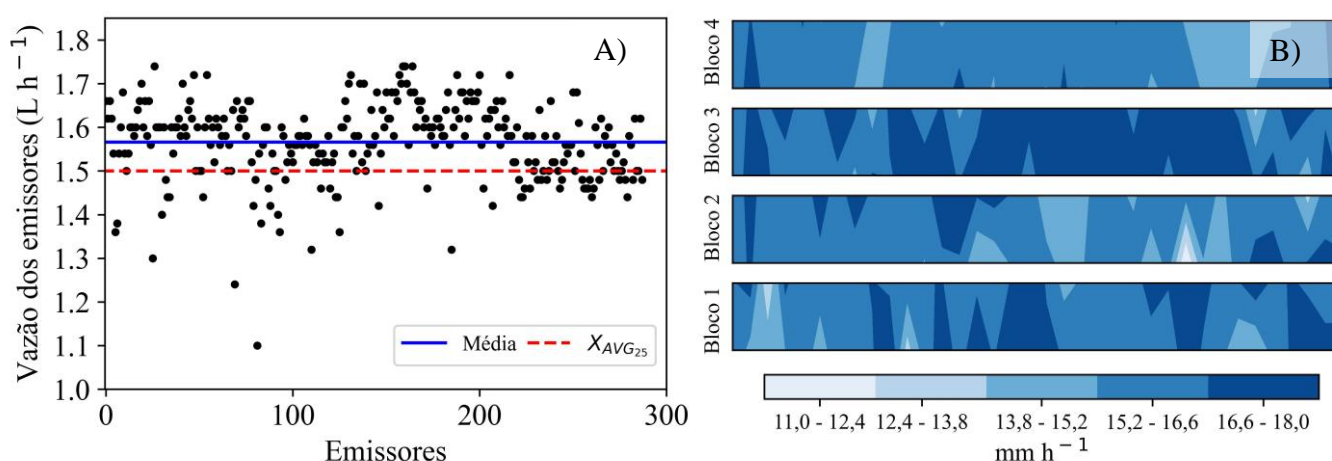 A)
Vazão dos emissores (L h⁻¹)
1.8
1.7
1.6
1.5
1.4
1.3
1.2
1.1
1.0
Média
X_{AVG₂₅}
0
100
200
300
Emissores
B)
Bloco 4
Bloco 3
Bloco 2
Bloco 1
11,0 - 12,4 12,4 - 13,8 13,8 - 15,2 15,2 - 16,6 16,6 - 18,0
mm h⁻¹